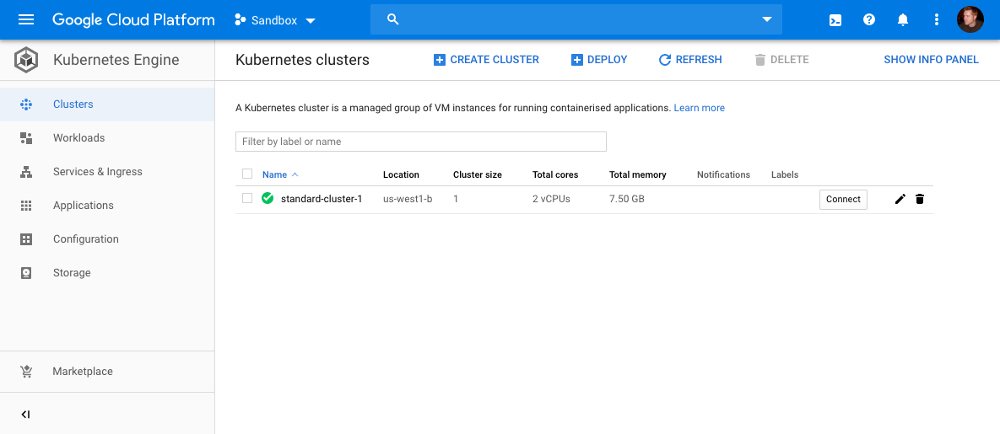 Google Cloud Platform
Sandbox
Kubernetes Engine
Kubernetes clusters
CREATE CLUSTER
DEPLOY
REFRESH
DELETE
SHOW INFO PANEL
Clusters
Workloads
Services & Ingress
Applications
Configuration
Storage
Marketplace
A Kubernetes cluster is a managed group of VM instances for running containerised applications. Learn more
Filter by label or name
Name Location Cluster size Total cores Total memory Notifications Labels
standard-cluster-1 us-west1-b 1 2 vCPUs 7.50 GB Connect